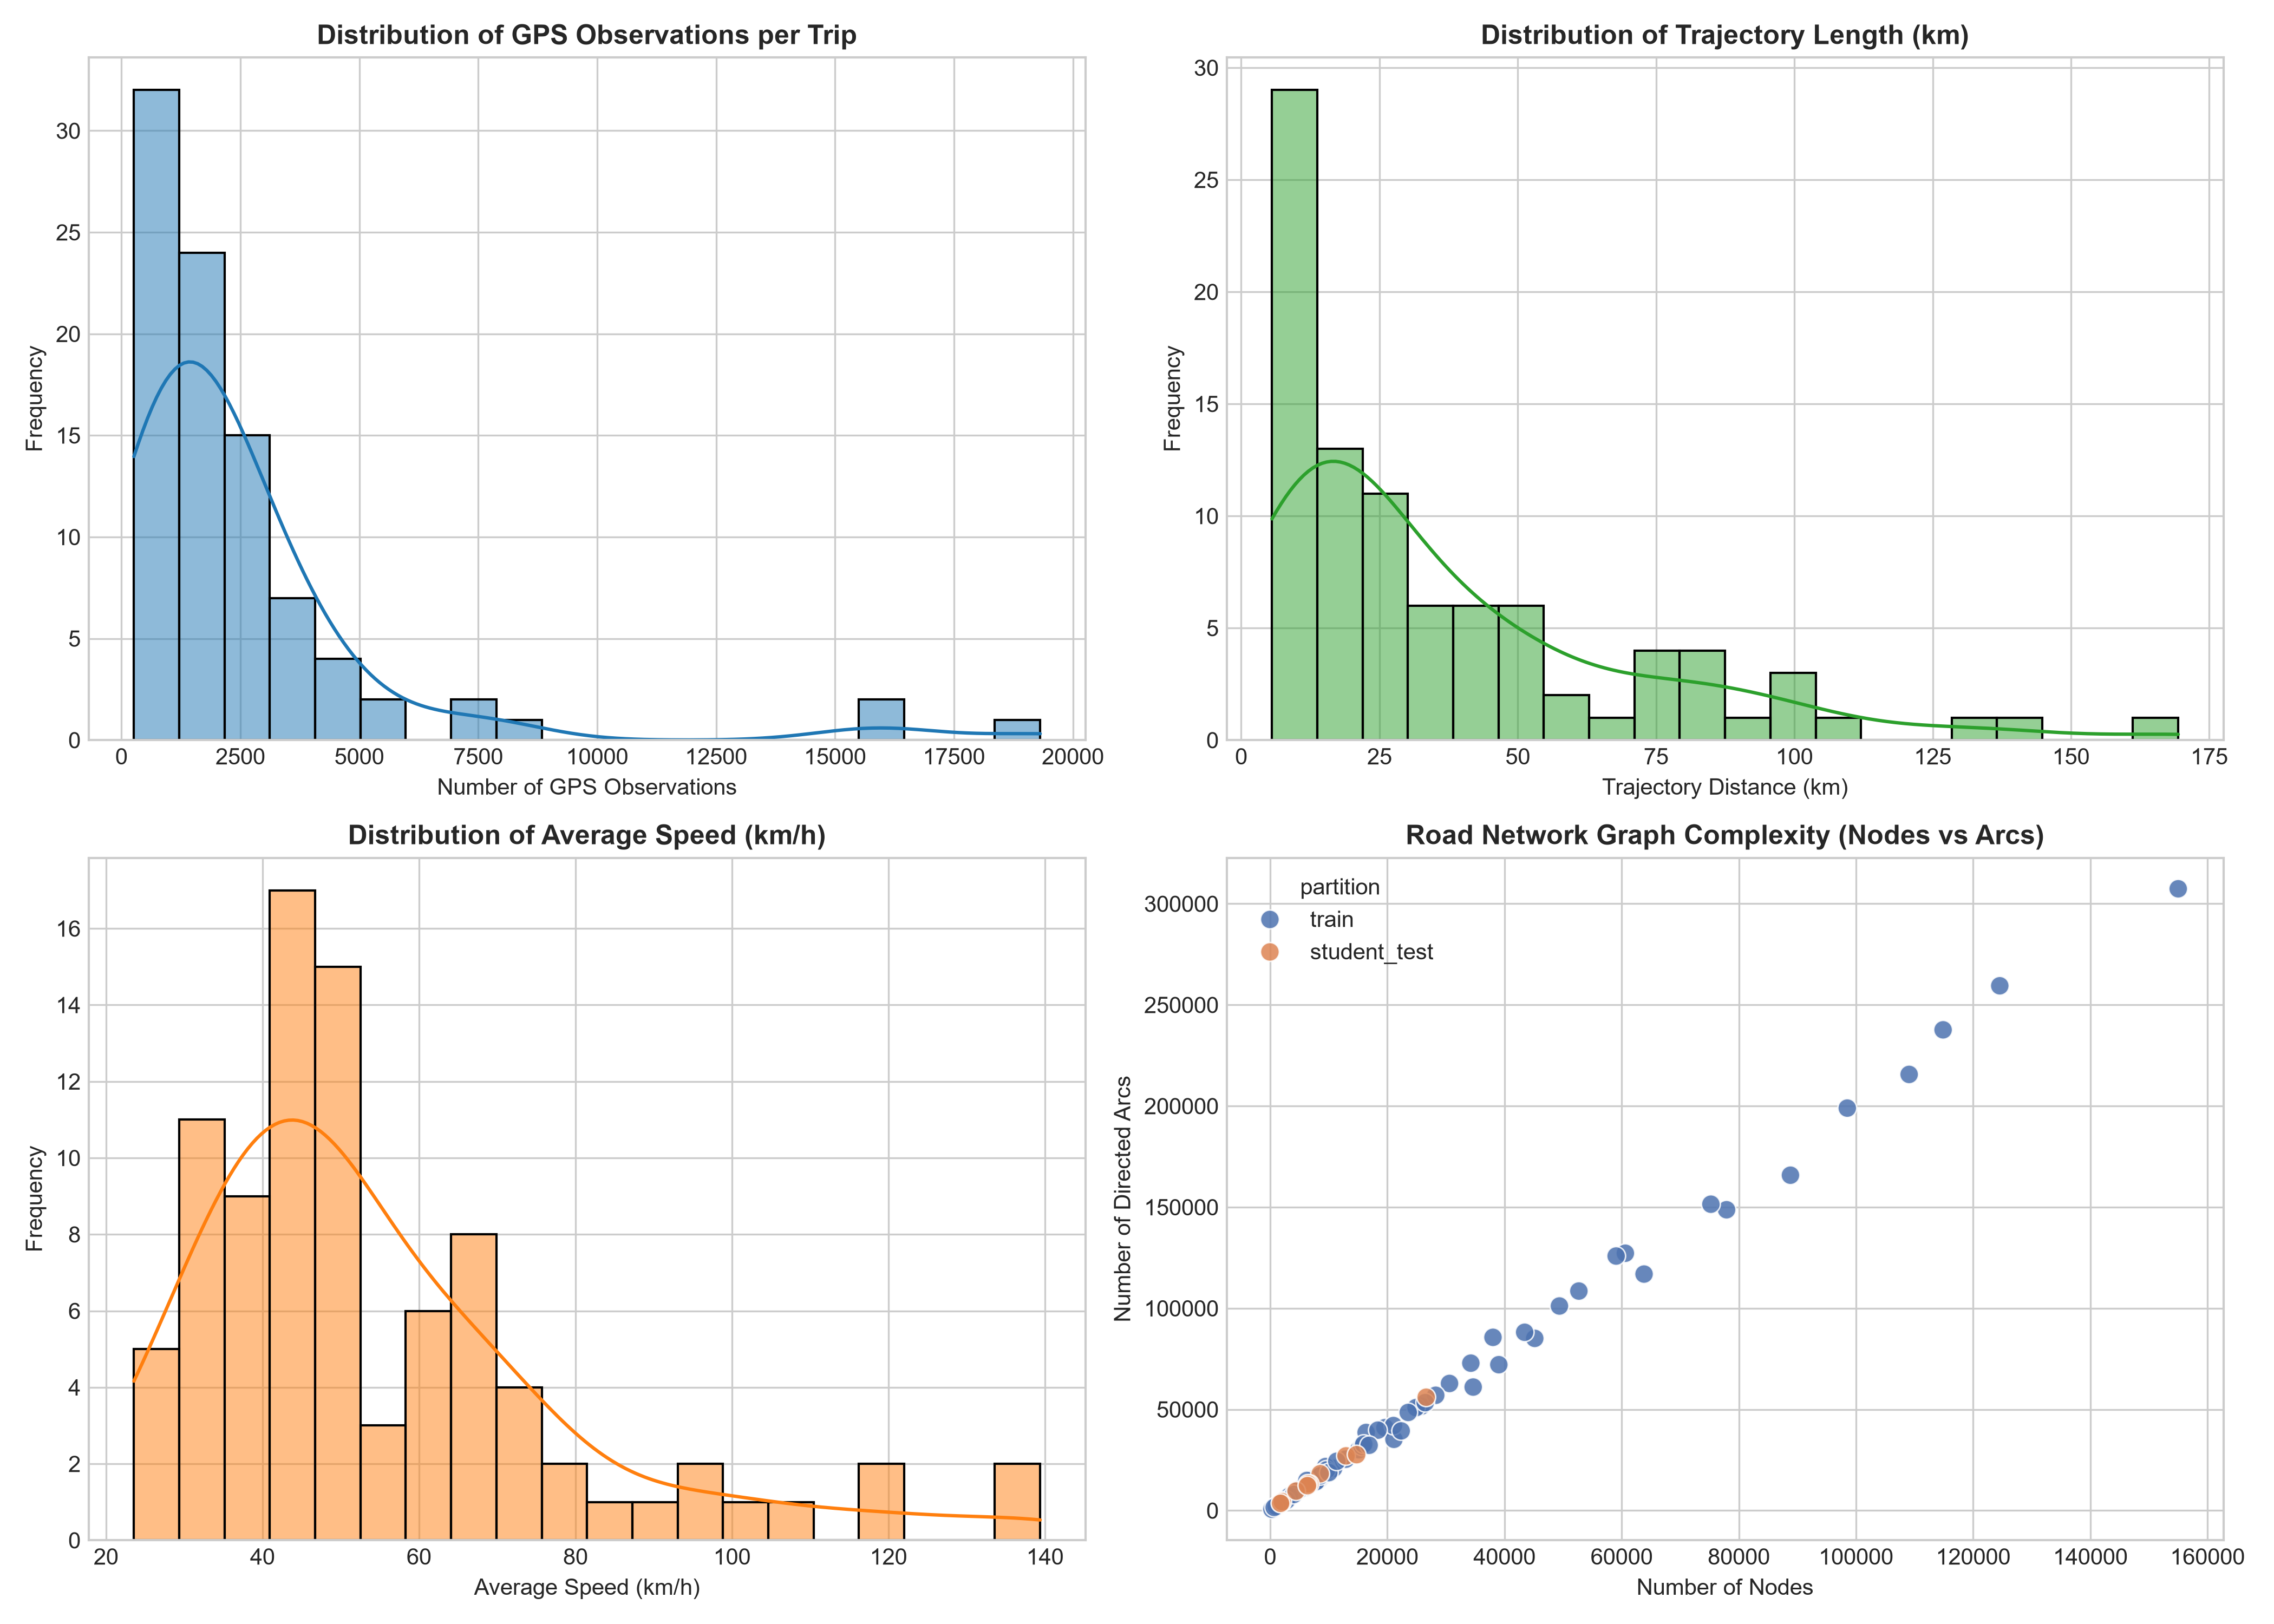 Distribution of GPS Observations per Trip
Frequency
30
25
20
15
10
5
0
0 2500 5000 7500 10000 12500 15000 17500 20000
Number of GPS Observations
Distribution of Trajectory Length (km)
Frequency
30
25
20
15
10
5
0
0 25 50 75 100 125 150 175
Trajectory Distance (km)
Distribution of Average Speed (km/h)
Frequency
16
14
12
10
8
6
4
2
0
20 40 60 80 100 120 140
Average Speed (km/h)
Road Network Graph Complexity (Nodes vs Arcs)
partition
train
student_test
Number of Directed Arcs
300000
250000
200000
150000
100000
50000
0
0 20000 40000 60000 80000 100000 120000 140000 160000
Number of Nodes